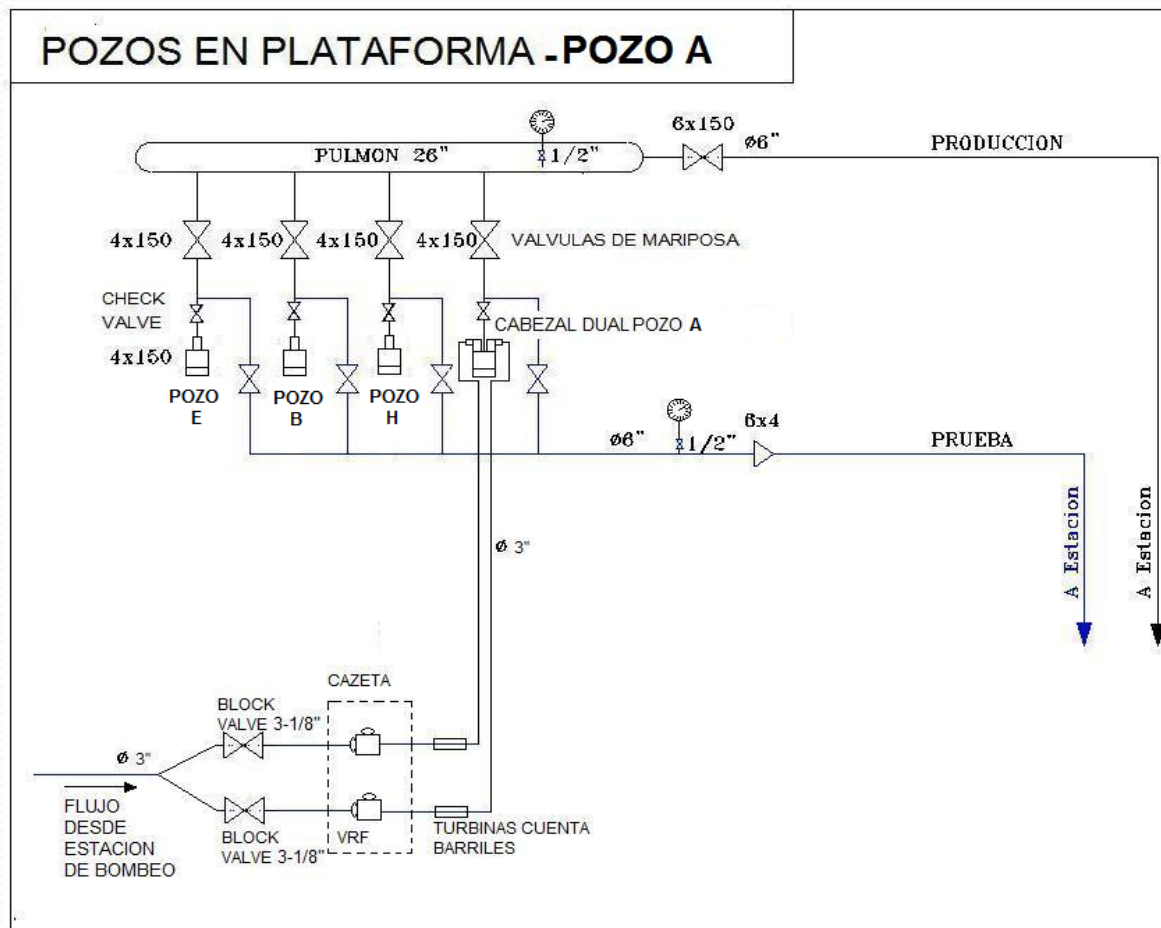 POZOS EN PLATAFORMA - POZO A
6x150
Ø6"
PRODUCCION
PULMON 26"
1/2"
4x150
4x150
4x150
4x150
VALVULAS DE MARIPOSA
CHECK
VALVE
CABEZAL DUAL POZO A
4x150
POZO
E
POZO
B
POZO
H
Ø6"
1/2"
6x4
PRUEBA
A Estacion
A Estacion
Ø 3"
CAZETA
BLOCK
VALVE 3-1/8"
Ø 3"
FLUJO
DESDE
ESTACION
DE BOMBEO
BLOCK
VALVE 3-1/8"
VRF
TURBINAS CUENTA
BARRILES